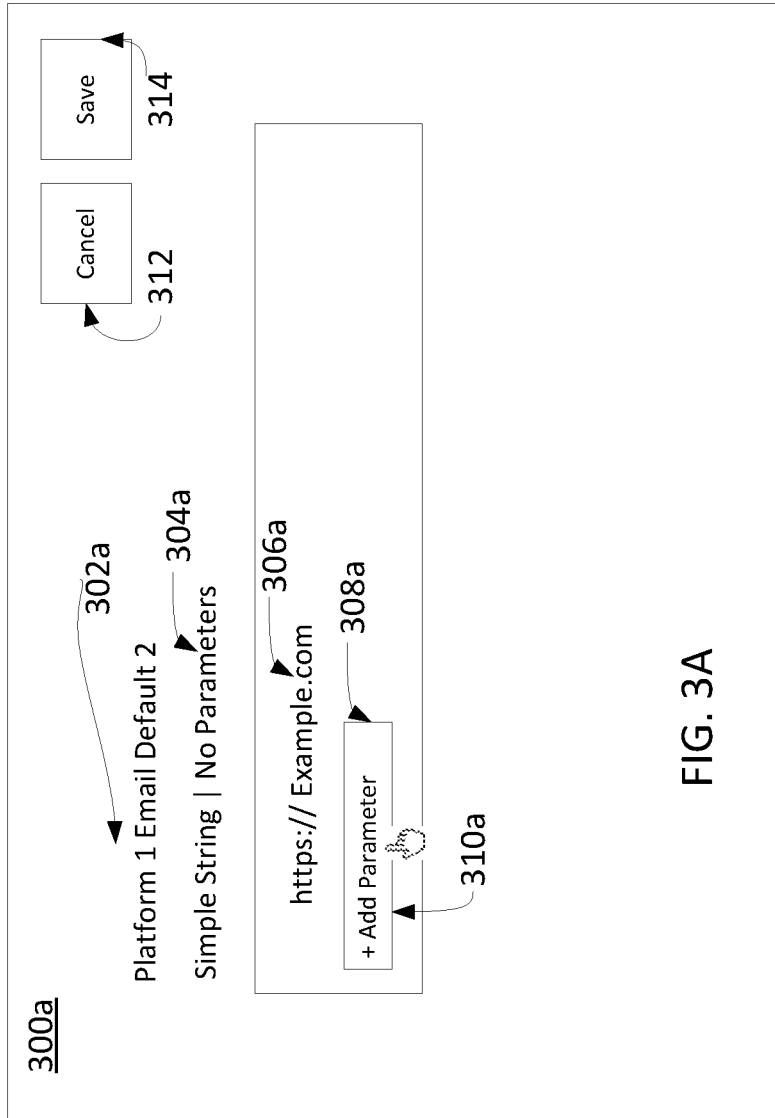 300a
Cancel
Save
312
314
302a
Platform 1 Email Default 2
304a
Simple String | No Parameters
306a
https:// Example.com
308a
+ Add Parameter
310a
FIG. 3A